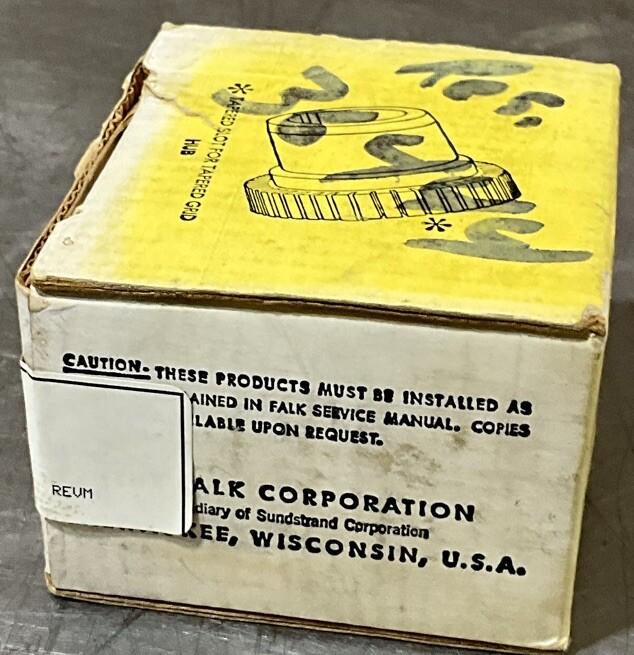 * TAPERED SLOT FOR TAPERED GRID
HUB
*
CAUTION- THESE PRODUCTS MUST BE INSTALLED AS
AINED IN FALK SERVICE MANUAL. COPIES
LABLE UPON REQUEST.
REVM
ALK CORPORATION
diary of Sundstrand Corporation
KEE, WISCONSIN, U.S.A.